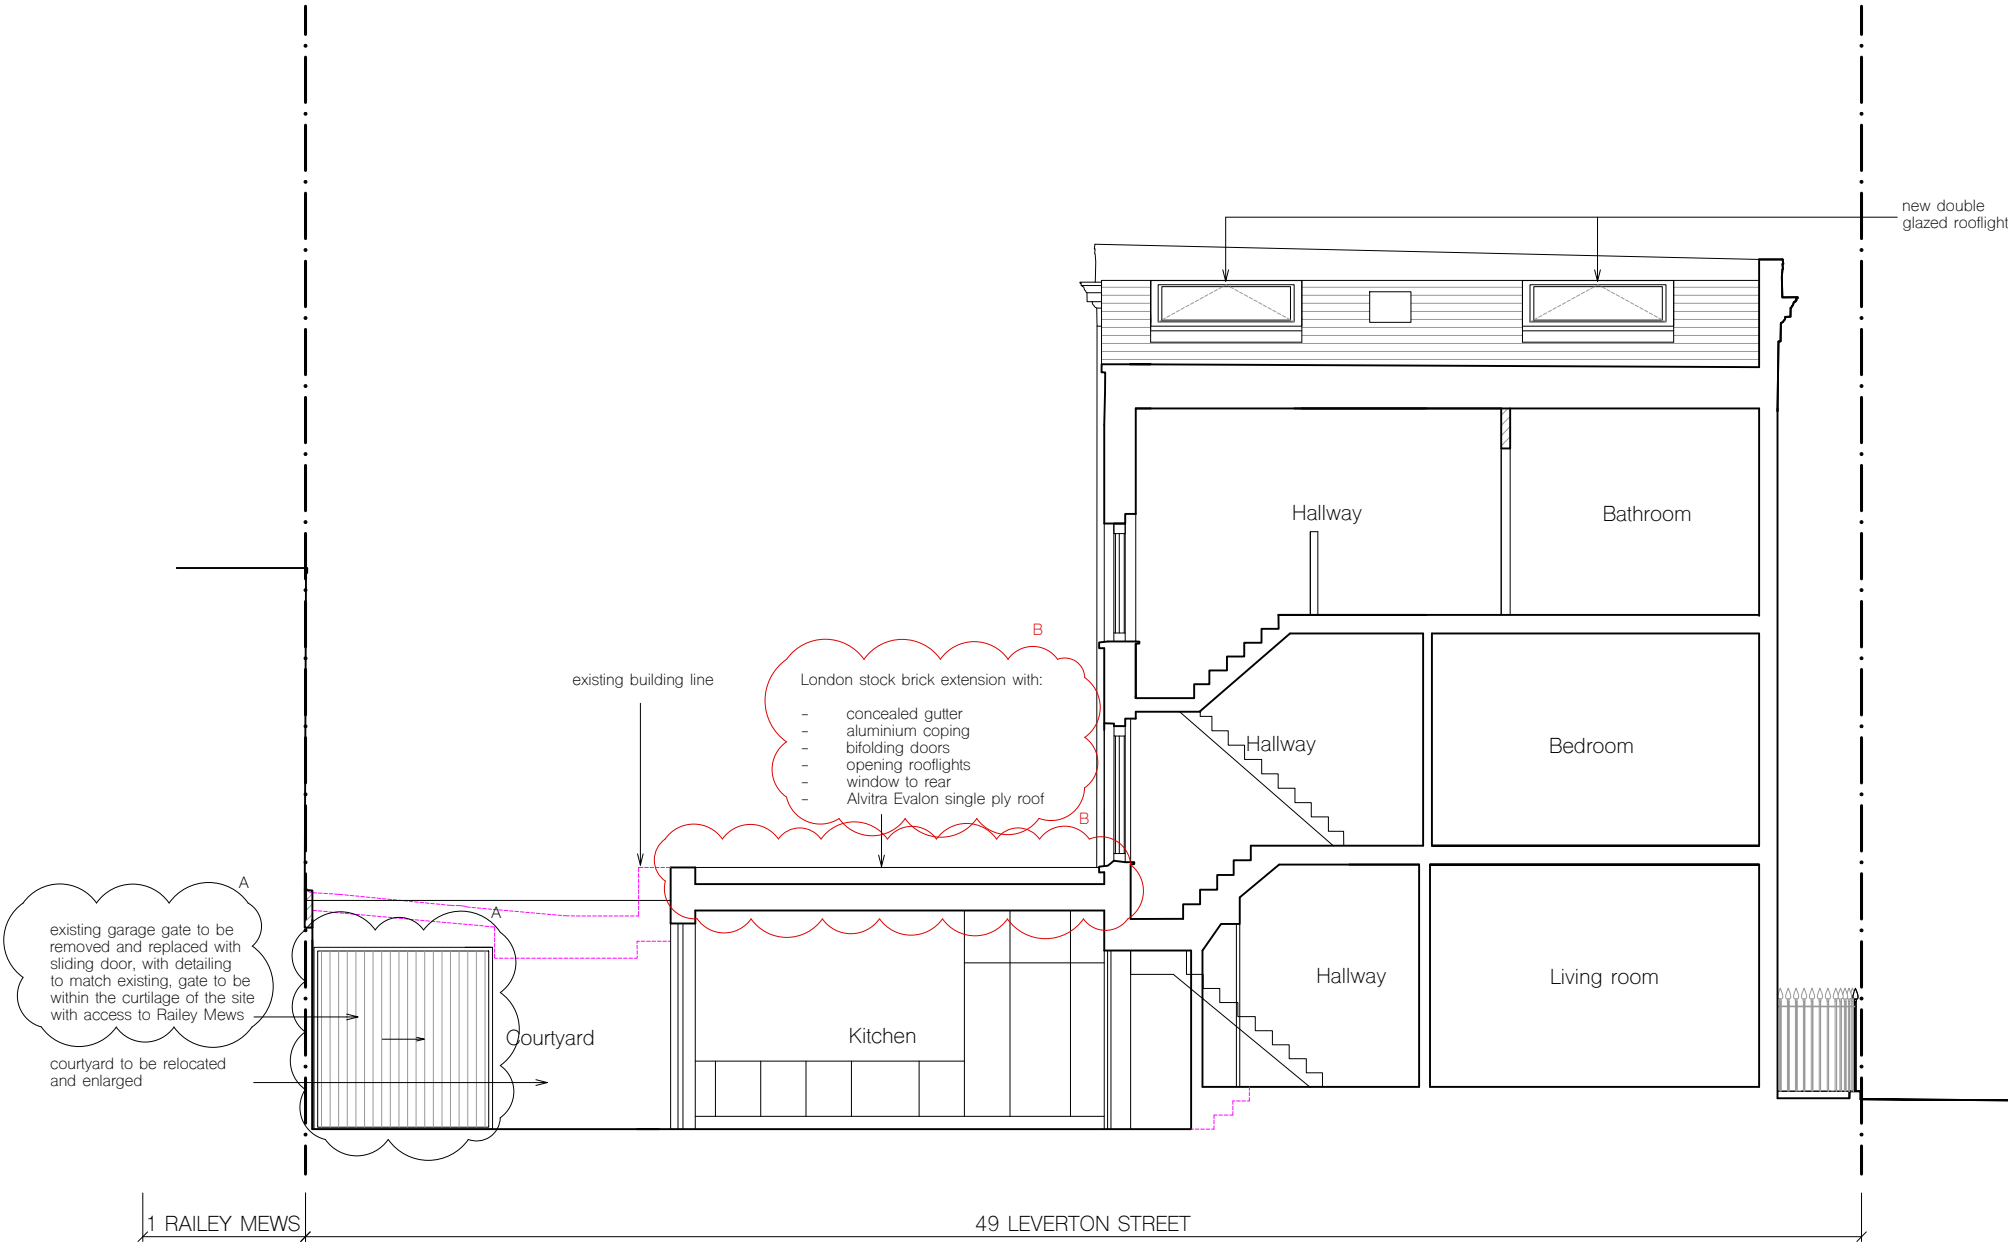 new double
glazed rooflight
Hallway
Bathroom
B
existing building line
London stock brick extension with:
- concealed gutter
- aluminium coping
- bifolding doors
- opening rooflights
- window to rear
- Alvitra Evalon single ply roof
Hallway
Bedroom
B
A
A
existing garage gate to be
removed and replaced with
sliding door, with detailing
to match existing, gate to be
within the curtilage of the site
with access to Railey Mews
Hallway
Living room
Courtyard
Kitchen
courtyard to be relocated
and enlarged
1 RAILEY MEWS
49 LEVERTON STREET